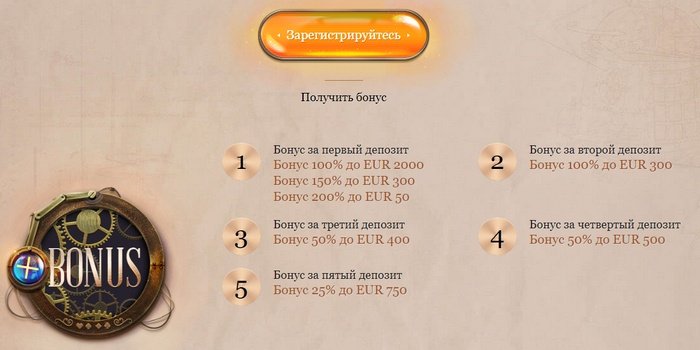 Зарегистрируйтесь
Получить бонус
1
Бонус за первый депозит
Бонус 100% до EUR 2000
Бонус 150% до EUR 300
Бонус 200% до EUR 50
2
Бонус за второй депозит
Бонус 100% до EUR 300
3
Бонус за третий депозит
Бонус 50% до EUR 400
4
Бонус за четвертый депозит
Бонус 50% до EUR 500
5
Бонус за пятый депозит
Бонус 25% до EUR 750
+BONUS